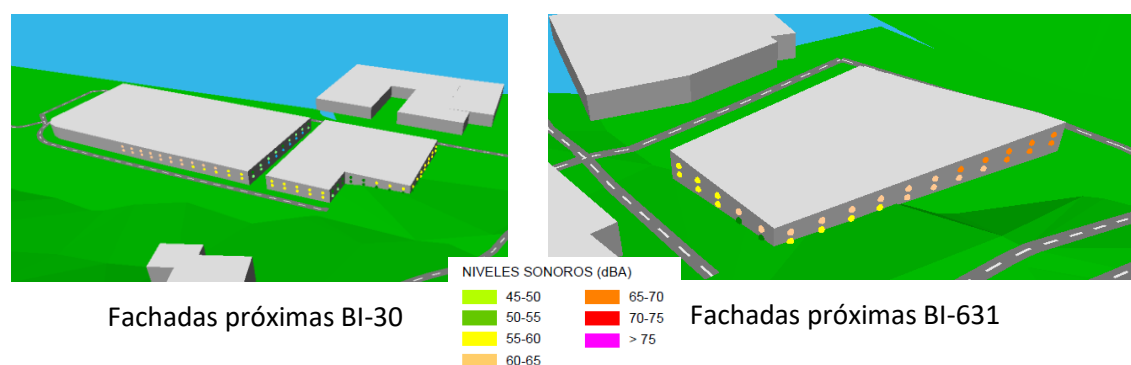 NIVELES SONOROS (dBA)
45-50
50-55
55-60
60-65
65-70
70-75
> 75
Fachadas próximas BI-30
Fachadas próximas BI-631